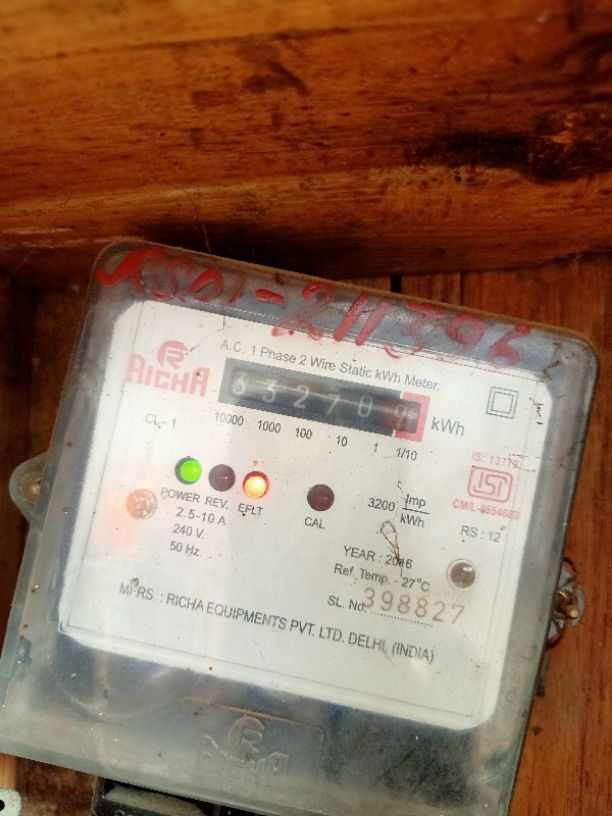 A.C. 1 Phase 2 Wire Static kWh Meter.
RICHA
63278
kWh
CL - 1
10000 1000 100 10 1 1/10
IS: 13779
ISI
CM/L-
POWER REV. EFLT
CAL
3200 Imp
kWh
RS : 12
2.5-10 A
240 V.
50 Hz.
YEAR : 2016
Ref. Temp. - 27°C
SL. No. 398827
M/RS. : RICHA EQUIPMENTS PVT. LTD. DELHI, (INDIA)